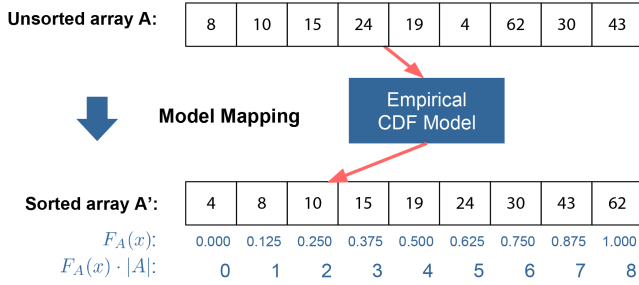 Unsorted array A: 8 10 15 24 19 4 62 30 43
Empirical
CDF Model
Model Mapping
Sorted array A': 4 8 10 15 19 24 30 43 62
F_A(x): 0.000 0.125 0.250 0.375 0.500 0.625 0.750 0.875 1.000
F_A(x) · |A|: 0 1 2 3 4 5 6 7 8